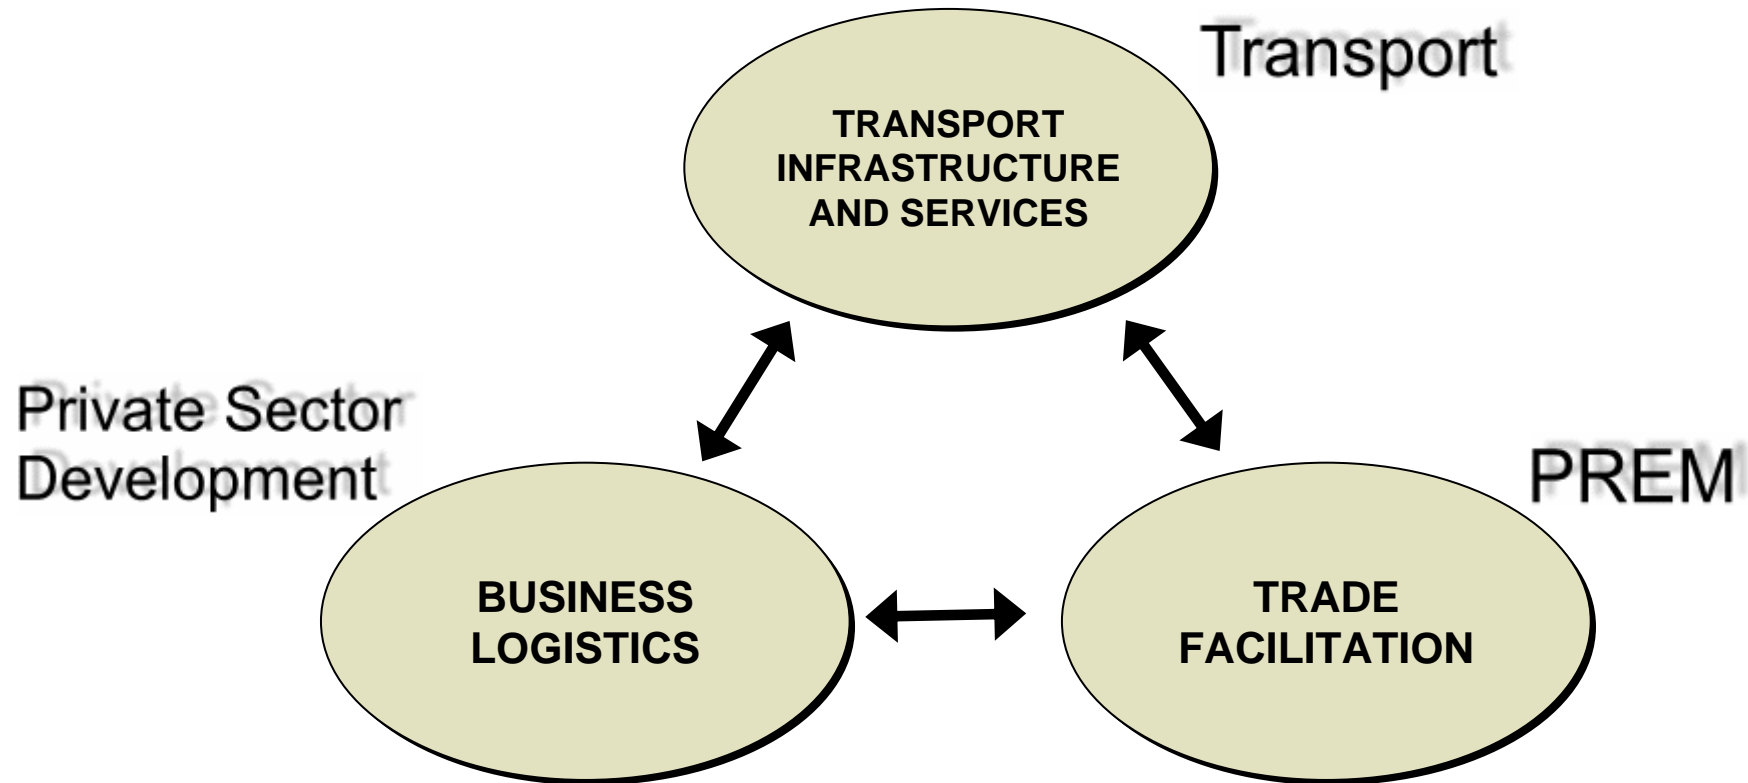 Transport
TRANSPORT
INFRASTRUCTURE
AND SERVICES
Private Sector
Development
PREM
BUSINESS
LOGISTICS
TRADE
FACILITATION